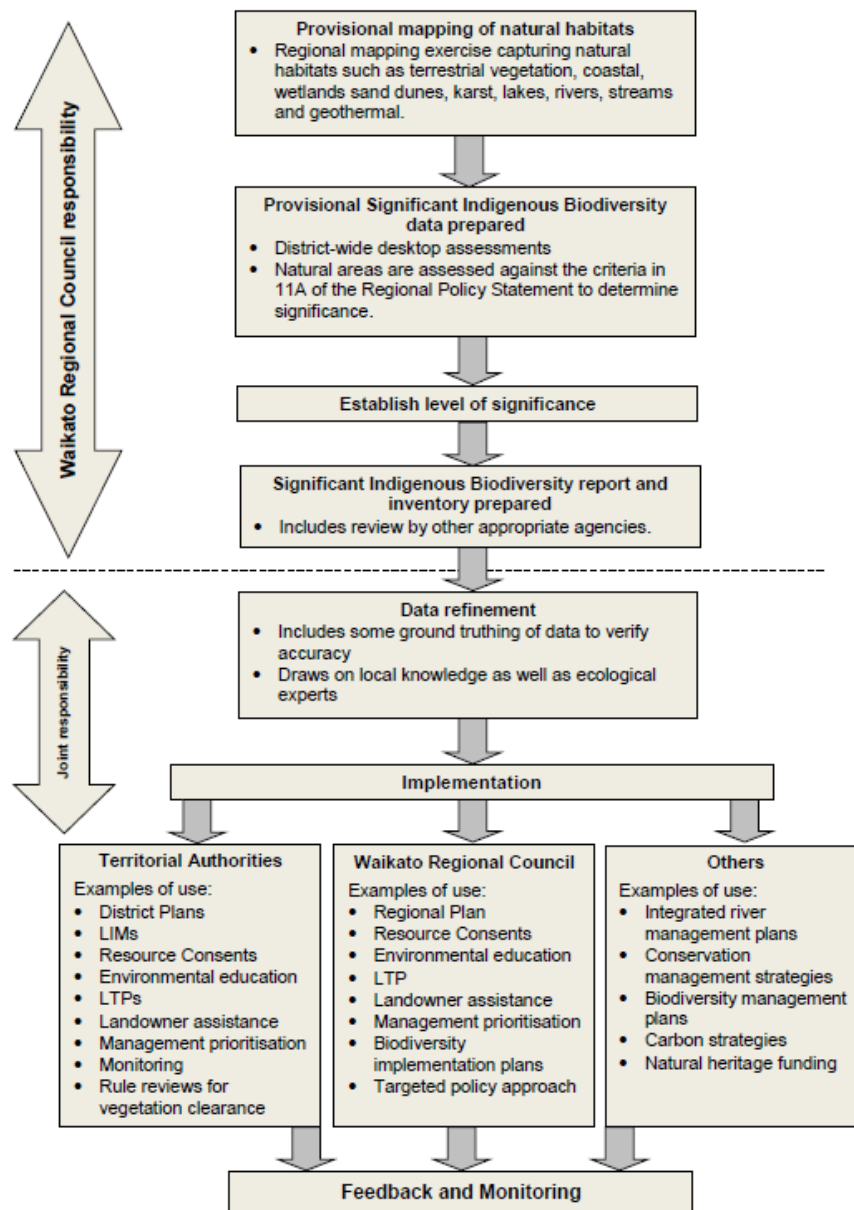 Provisional mapping of natural habitats
• Regional mapping exercise capturing natural
habitats such as terrestrial vegetation, coastal,
wetlands sand dunes, karst, lakes, rivers, streams
and geothermal.
Waikato Regional Council responsibility
Provisional Significant Indigenous Biodiversity
data prepared
• District-wide desktop assessments
• Natural areas are assessed against the criteria in
11A of the Regional Policy Statement to determine
significance.
Establish level of significance
Significant Indigenous Biodiversity report and
inventory prepared
• Includes review by other appropriate agencies.
Joint responsibility
Data refinement
• Includes some ground truthing of data to verify
accuracy
• Draws on local knowledge as well as ecological
experts
Implementation
Territorial Authorities
Examples of use:
• District Plans
• LIMs
• Resource Consents
• Environmental education
• LTPs
• Landowner assistance
• Management prioritisation
• Monitoring
• Rule reviews for
vegetation clearance
Waikato Regional Council
Examples of use:
• Regional Plan
• Resource Consents
• Environmental education
• LTP
• Landowner assistance
• Management prioritisation
• Biodiversity
implementation plans
• Targeted policy approach
Others
Examples of use:
• Integrated river
management plans
• Conservation
management strategies
• Biodiversity management
plans
• Carbon strategies
• Natural heritage funding
Feedback and Monitoring